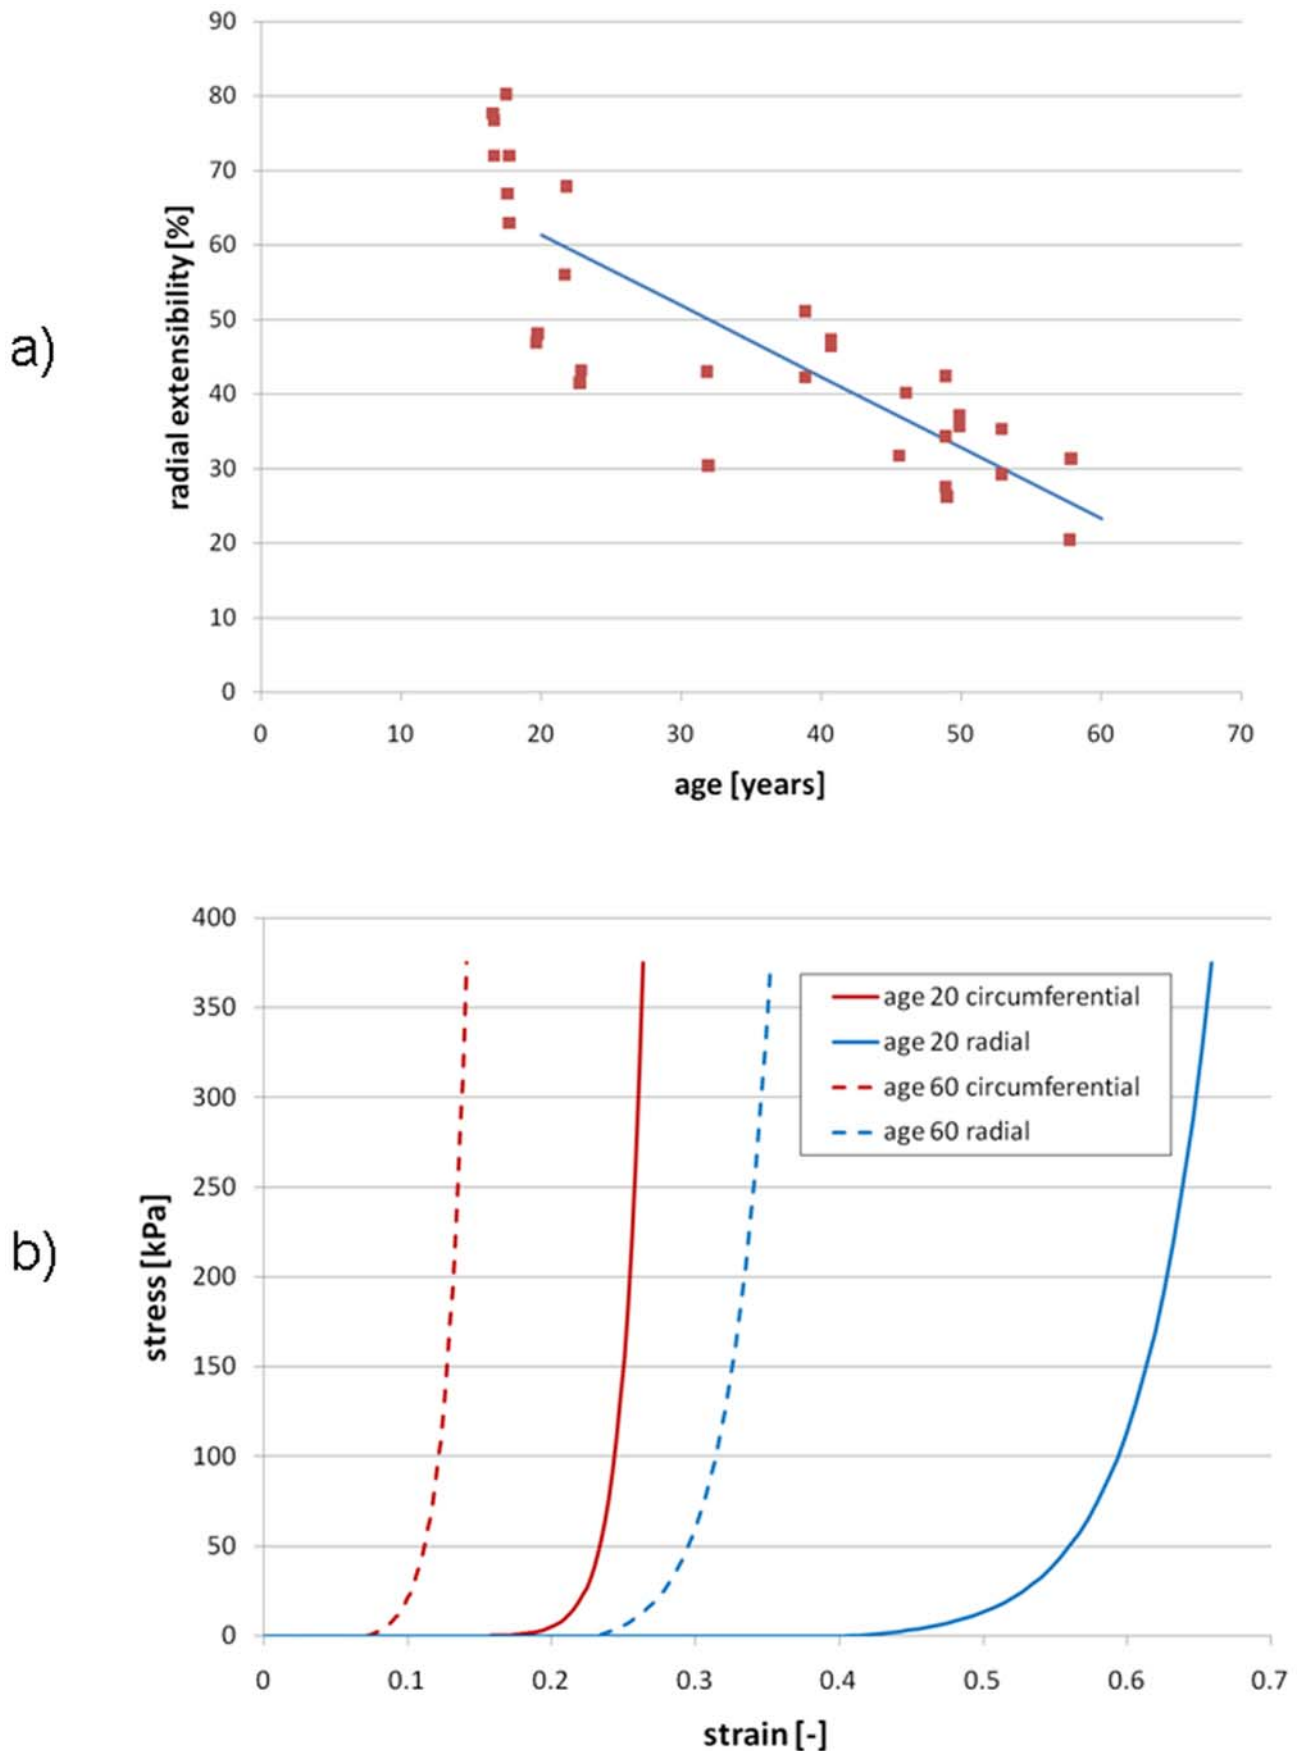 a)
radial extensibility [%]
90
80
70
60
50
40
30
20
10
0
0 10 20 30 40 50 60 70
age [years]
b)
stress [kPa]
400
350
300
250
200
150
100
50
0
age 20 circumferential
age 20 radial
age 60 circumferential
age 60 radial
0 0.1 0.2 0.3 0.4 0.5 0.6 0.7
strain [-]